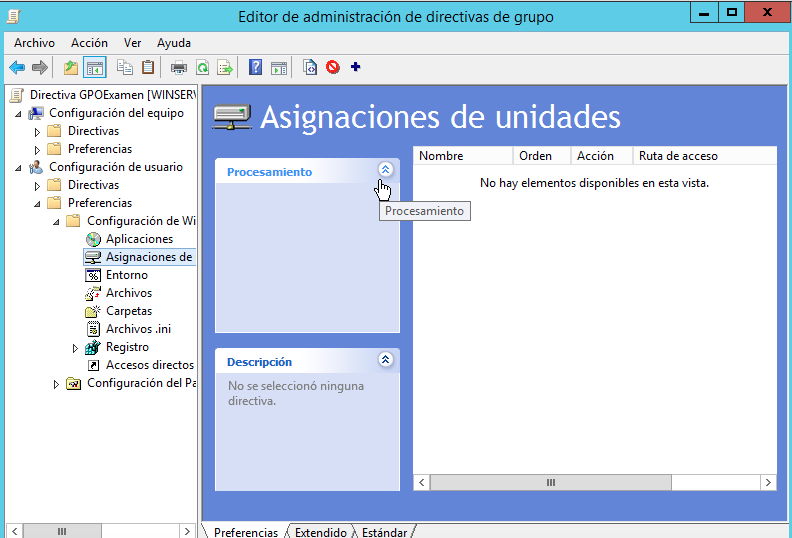 Editor de administración de directivas de grupo
Archivo Acción Ver Ayuda
Directiva GPOExamen [WINSERV
Configuración del equipo
Directivas
Preferencias
Configuración de usuario
Directivas
Preferencias
Configuración de Wi
Aplicaciones
Asignaciones de
Entorno
Archivos
Carpetas
Archivos .ini
Registro
Accesos directos
Configuración del Pa
Asignaciones de unidades
Procesamiento
Procesamiento
Descripción
No se seleccionó ninguna
directiva.
Nombre Orden Acción Ruta de acceso
No hay elementos disponibles en esta vista.
Preferencias Extendido Estándar